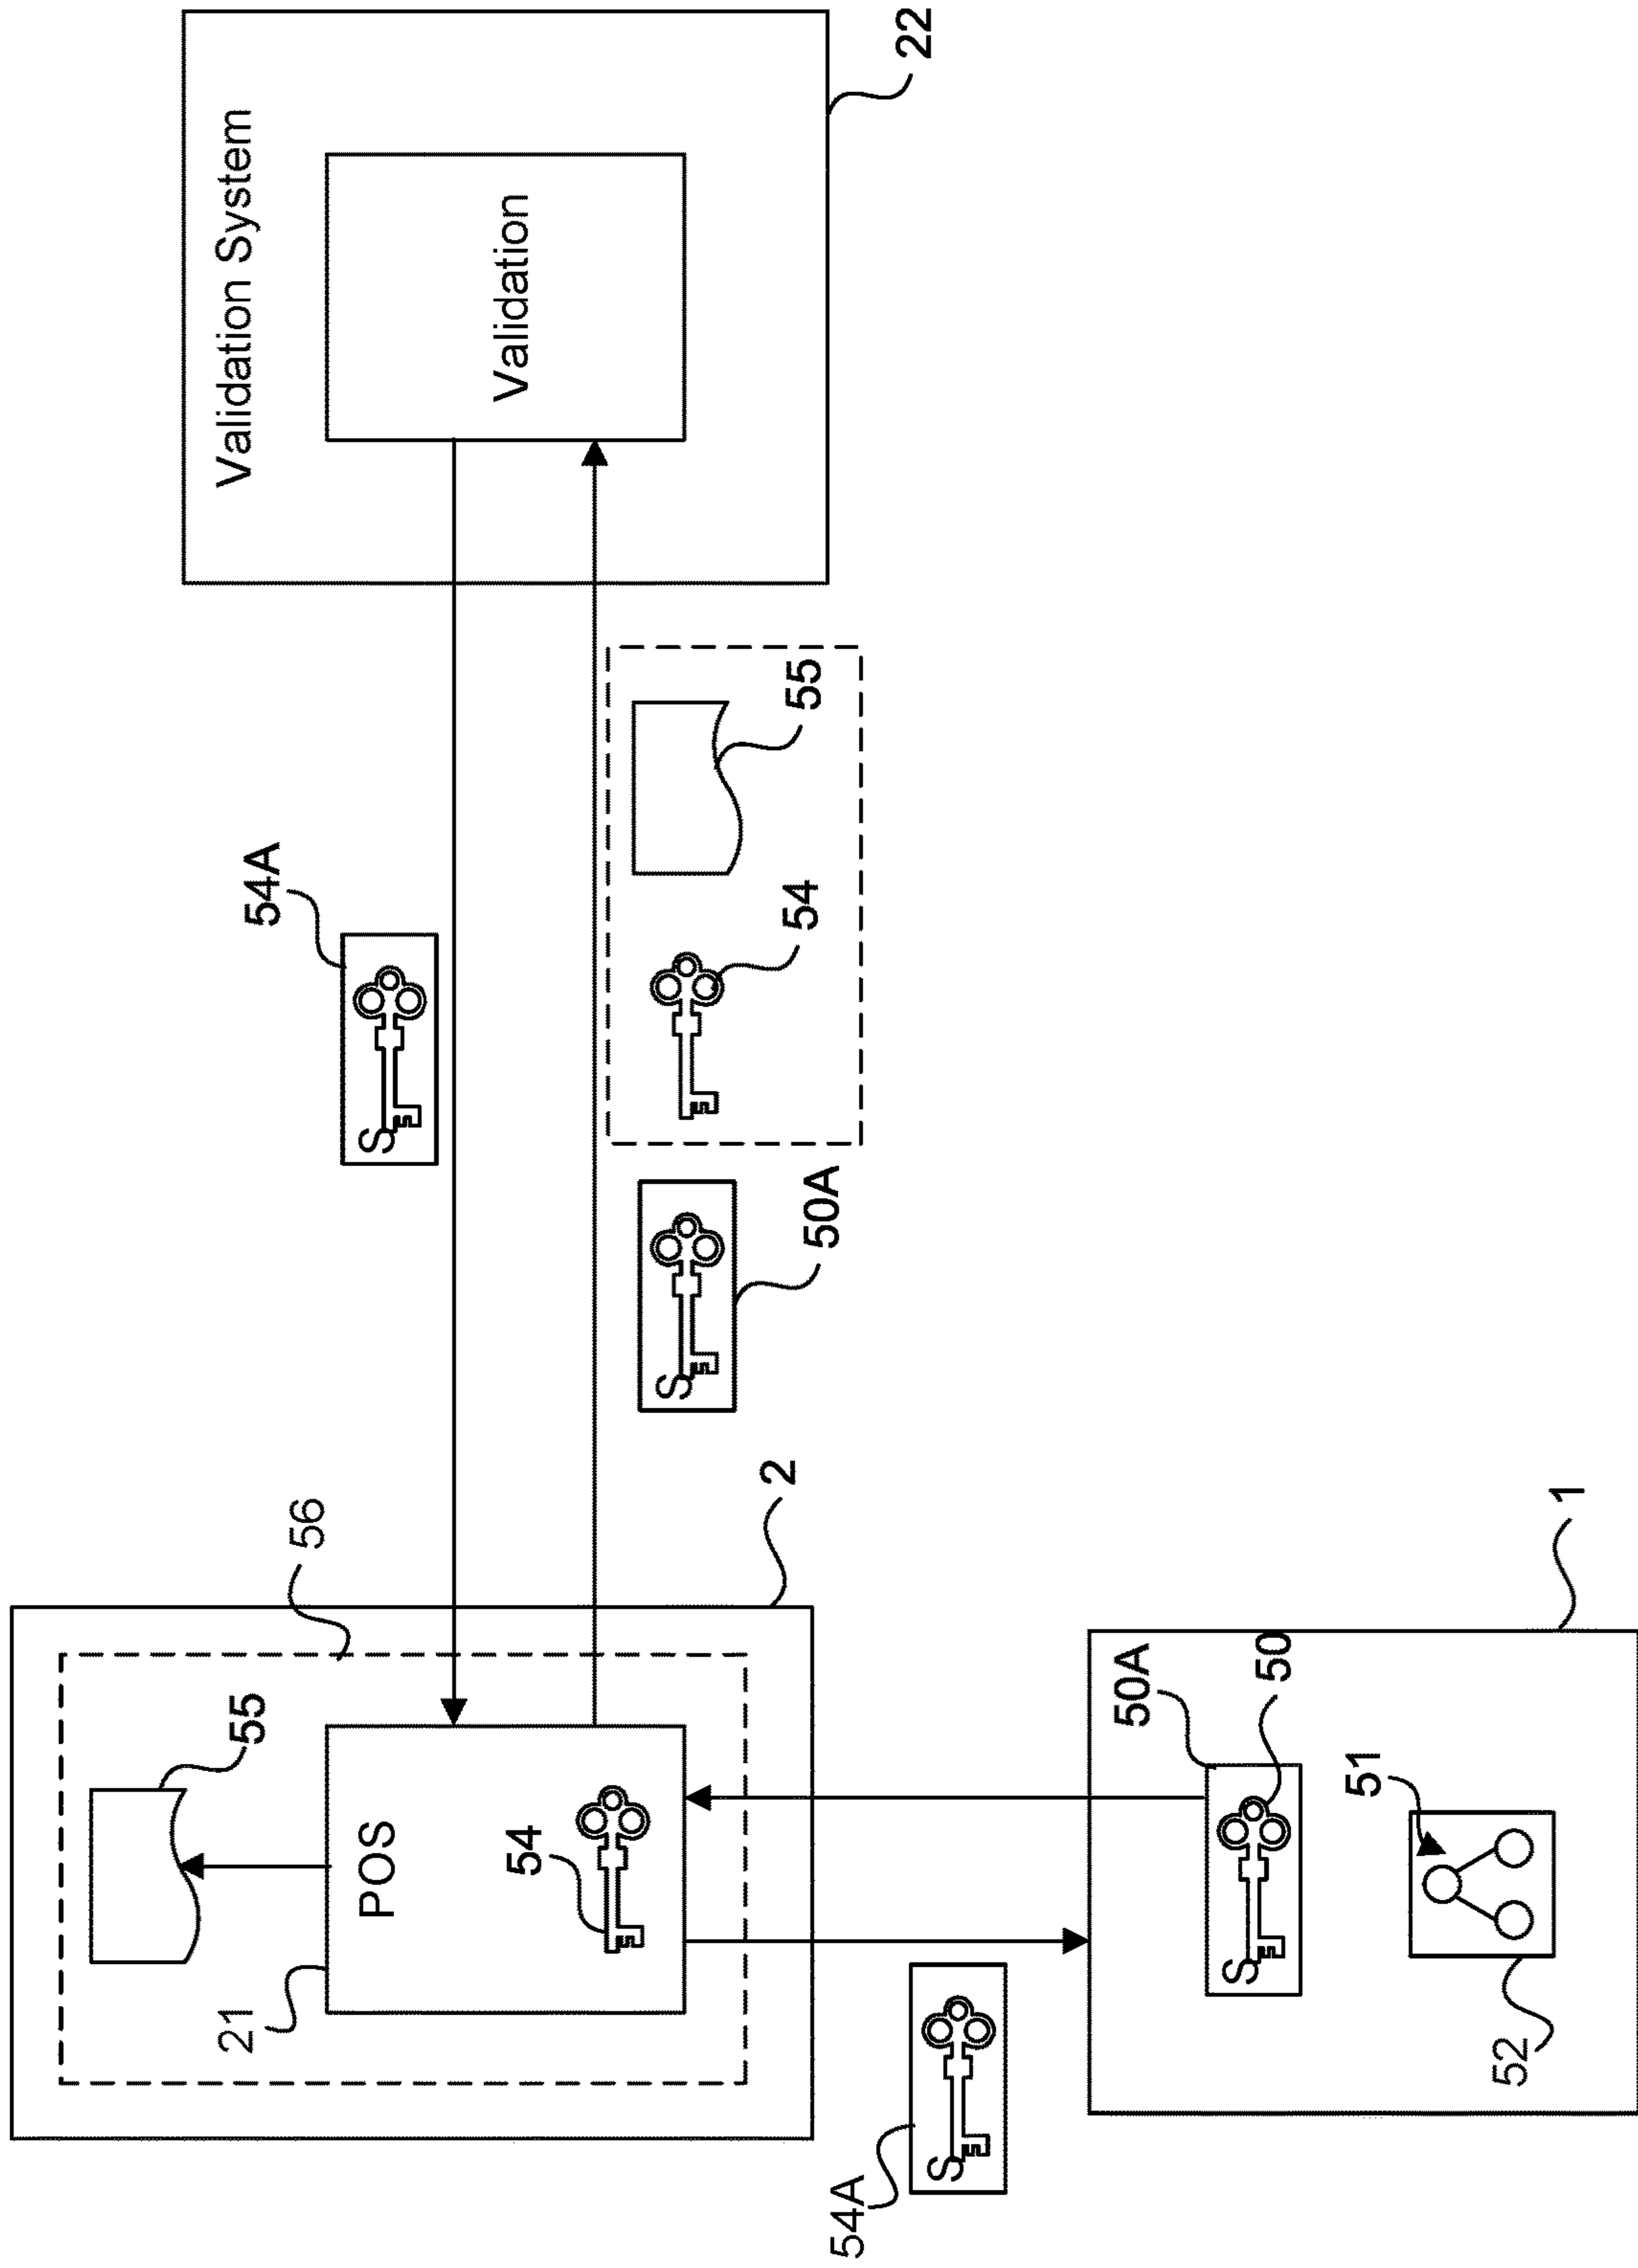 21
55
Validation System
54A
56
S
POS
Validation
54
S
2
50A
54
55
54A
22
S
50A
S
50
51
52
1